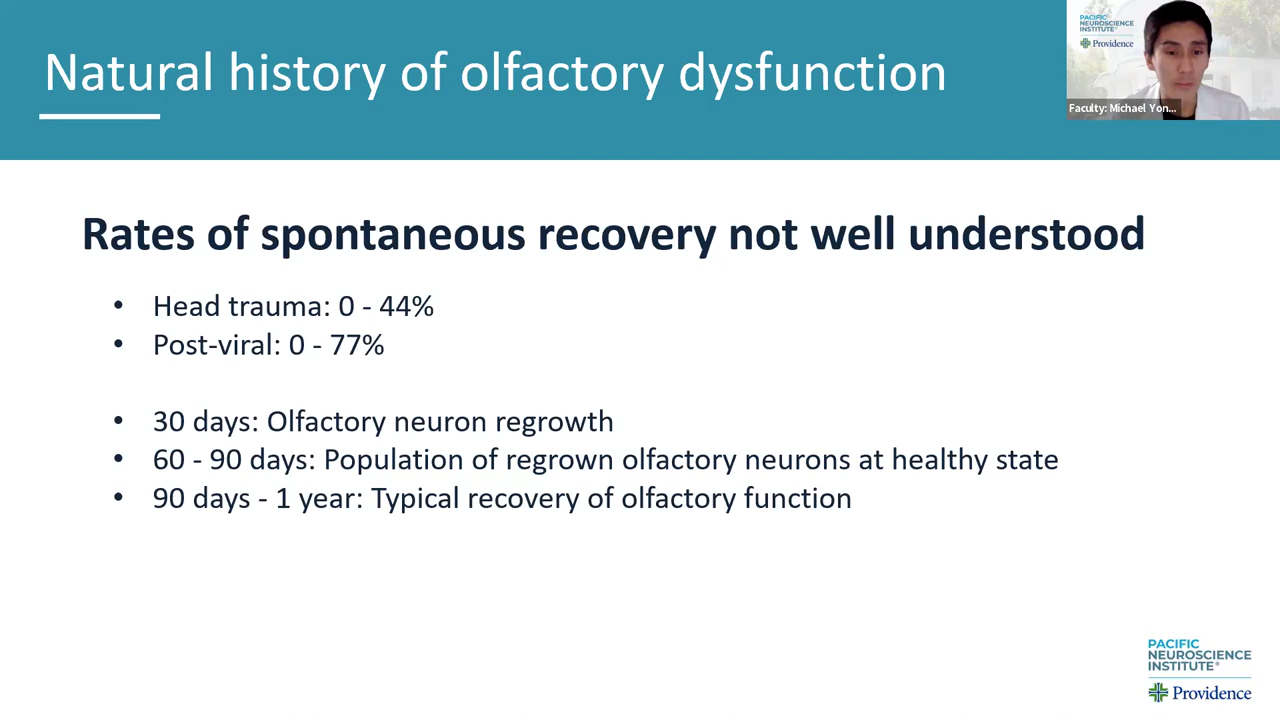 Natural history of olfactory dysfunction
PACIFIC
NEUROSCIENCE
INSTITUTE®
Providence
Faculty: Michael Yon...
Rates of spontaneous recovery not well understood
• Head trauma: 0 - 44%
• Post-viral: 0 - 77%
• 30 days: Olfactory neuron regrowth
• 60 - 90 days: Population of regrown olfactory neurons at healthy state
• 90 days - 1 year: Typical recovery of olfactory function
PACIFIC
NEUROSCIENCE
INSTITUTE®
Providence